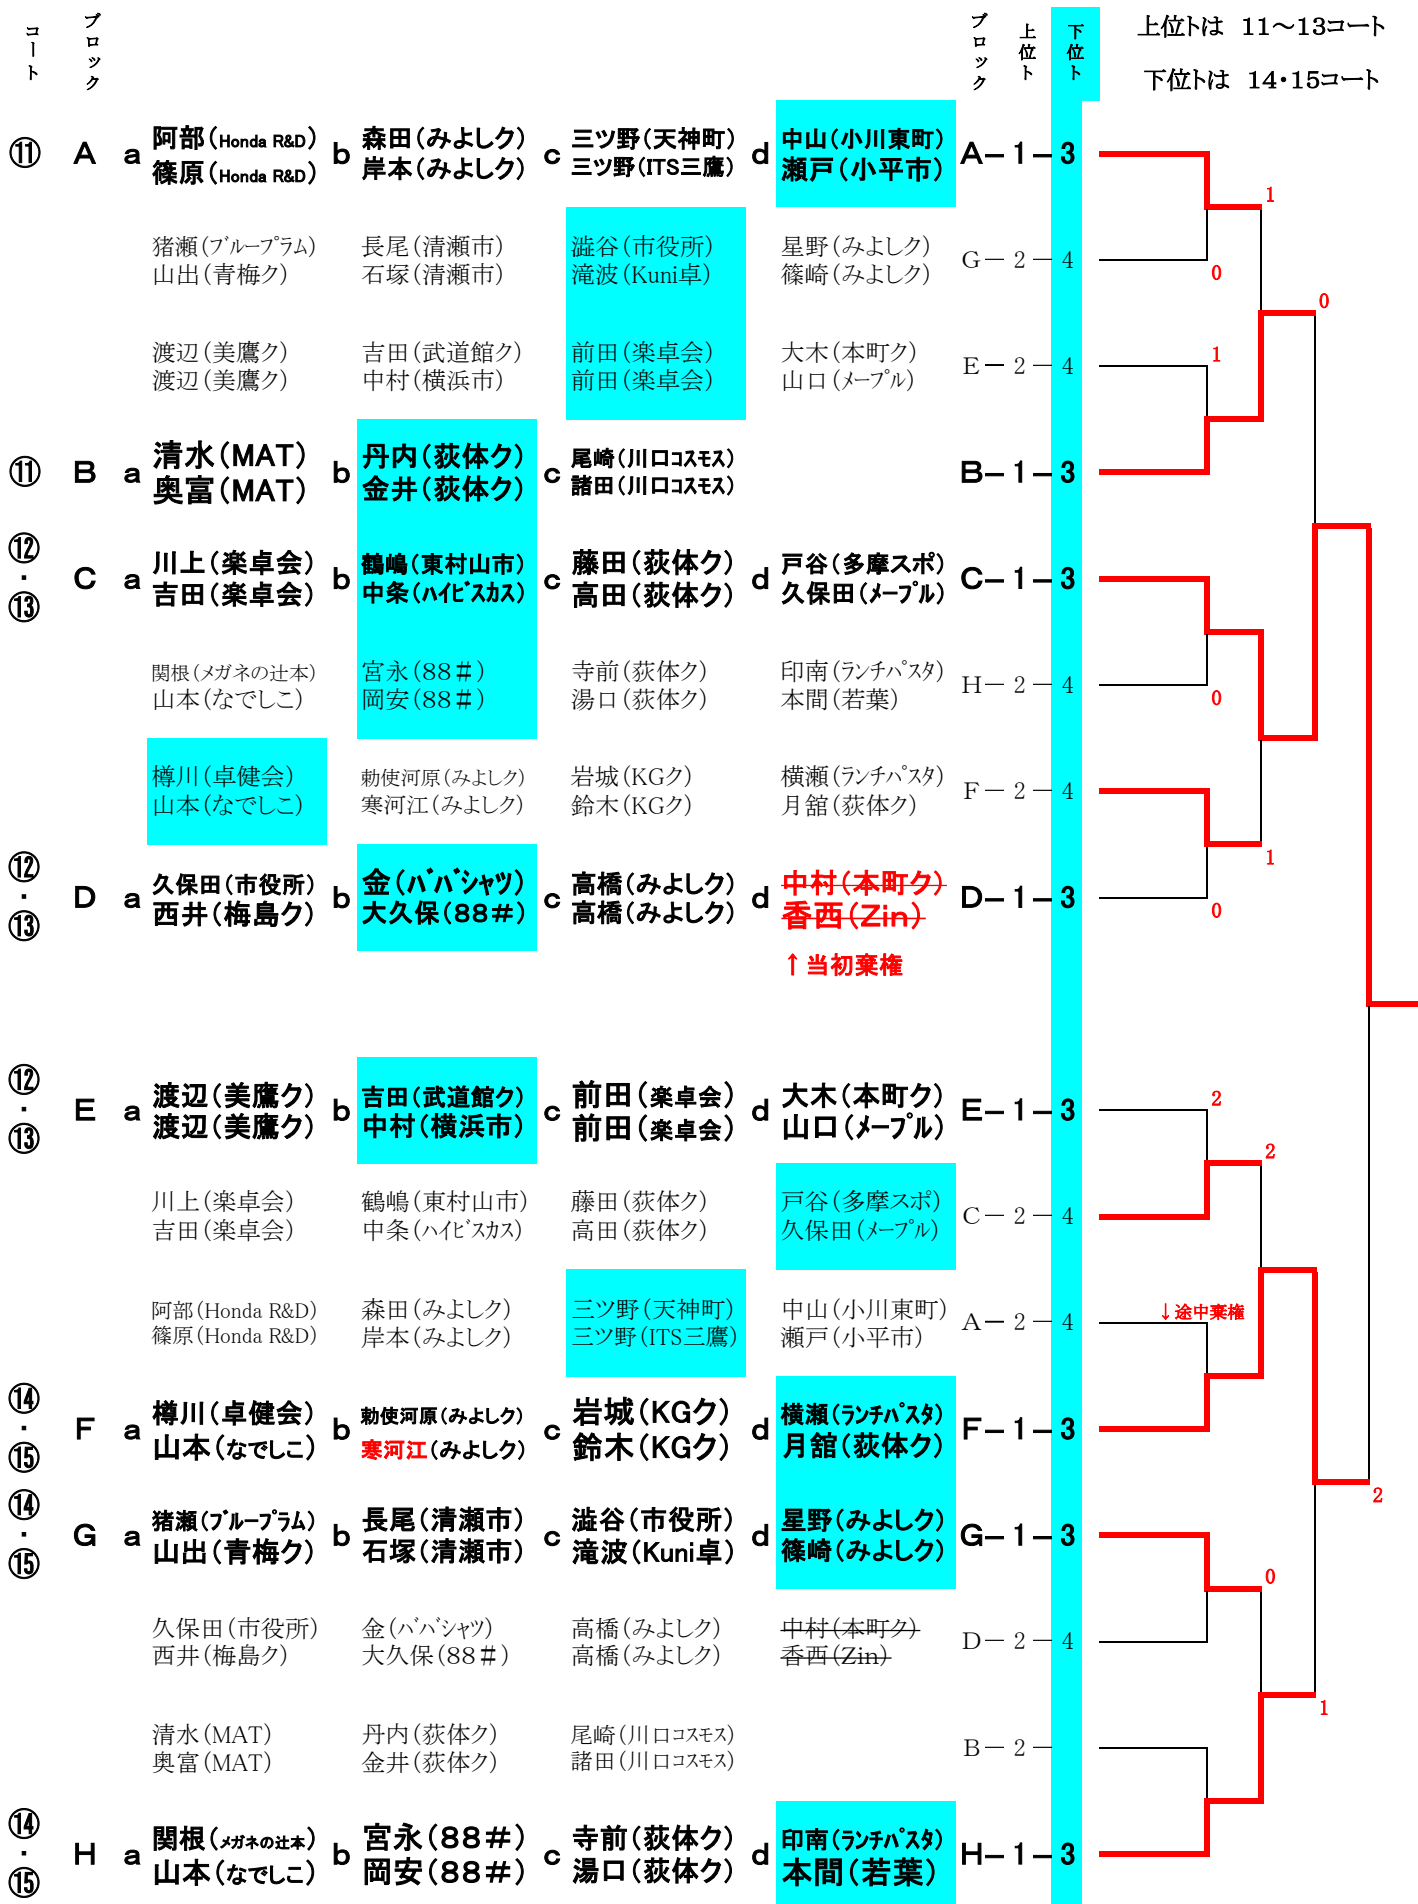 コート ブロック ブロック 上位ト 下位ト 上位トは 11～13コート
下位トは 14・15コート
⑪ A a 阿部(Honda R&D) b 森田(みよしク) c 三ツ野(天神町) d 中山(小川東町) A-1-3
篠原(Honda R&D) 岸本(みよしク) 三ツ野(ITS三鷹) 瀬戸(小平市)
1
猪瀬(ブループラム) 長尾(清瀬市) 澁谷(市役所) 星野(みよしク) G-2-4
山出(青梅ク) 石塚(清瀬市) 滝波(Kuni卓) 篠崎(みよしク) 0
0
渡辺(美鷹ク) 吉田(武道館ク) 前田(楽卓会) 大木(本町ク) E-2-4 1
渡辺(美鷹ク) 中村(横浜市) 前田(楽卓会) 山口(メープル)
⑪ B a 清水(MAT) b 丹内(荻体ク) c 尾崎(川口コスモス) B-1-3
奥富(MAT) 金井(荻体ク) 諸田(川口コスモス)
⑫・⑬ C a 川上(楽卓会) b 鶴嶋(東村山市) c 藤田(荻体ク) d 戸谷(多摩スポ) C-1-3
吉田(楽卓会) 中条(ハイビスカス) 高田(荻体ク) 久保田(メープル)
関根(メガネの辻本) 宮永(88#) 寺前(荻体ク) 印南(ランチパスタ) H-2-4
山本(なでしこ) 岡安(88#) 湯口(荻体ク) 本間(若葉) 0
樽川(卓健会) 勅使河原(みよしク) 岩城(KGク) 横瀬(ランチパスタ) F-2-4
山本(なでしこ) 寒河江(みよしク) 鈴木(KGク) 月舘(荻体ク)
1
⑫・⑬ D a 久保田(市役所) b 金(ババシャツ) c 高橋(みよしク) d 中村(本町ク) D-1-3
西井(梅島ク) 大久保(88#) 高橋(みよしク) 香西(Zin) 0
↑当初棄権
⑫・⑬ E a 渡辺(美鷹ク) b 吉田(武道館ク) c 前田(楽卓会) d 大木(本町ク) E-1-3 2
渡辺(美鷹ク) 中村(横浜市) 前田(楽卓会) 山口(メープル)
2
川上(楽卓会) 鶴嶋(東村山市) 藤田(荻体ク) 戸谷(多摩スポ) C-2-4
吉田(楽卓会) 中条(ハイビスカス) 高田(荻体ク) 久保田(メープル)
阿部(Honda R&D) 森田(みよしク) 三ツ野(天神町) 中山(小川東町) A-2-4 ↓途中棄権
篠原(Honda R&D) 岸本(みよしク) 三ツ野(ITS三鷹) 瀬戸(小平市)
⑭・⑮ F a 樽川(卓健会) b 勅使河原(みよしク) c 岩城(KGク) d 横瀬(ランチパスタ) F-1-3
山本(なでしこ) 寒河江(みよしク) 鈴木(KGク) 月舘(荻体ク)
2
⑭・⑮ G a 猪瀬(ブループラム) b 長尾(清瀬市) c 澁谷(市役所) d 星野(みよしク) G-1-3
山出(青梅ク) 石塚(清瀬市) 滝波(Kuni卓) 篠崎(みよしク)
0
久保田(市役所) 金(ババシャツ) 高橋(みよしク) 中村(本町ク) D-2-4
西井(梅島ク) 大久保(88#) 高橋(みよしク) 香西(Zin)
1
清水(MAT) 丹内(荻体ク) 尾崎(川口コスモス) B-2-
奥富(MAT) 金井(荻体ク) 諸田(川口コスモス)
⑭・⑮ H a 関根(メガネの辻本) b 宮永(88#) c 寺前(荻体ク) d 印南(ランチパスタ) H-1-3
山本(なでしこ) 岡安(88#) 湯口(荻体ク) 本間(若葉)